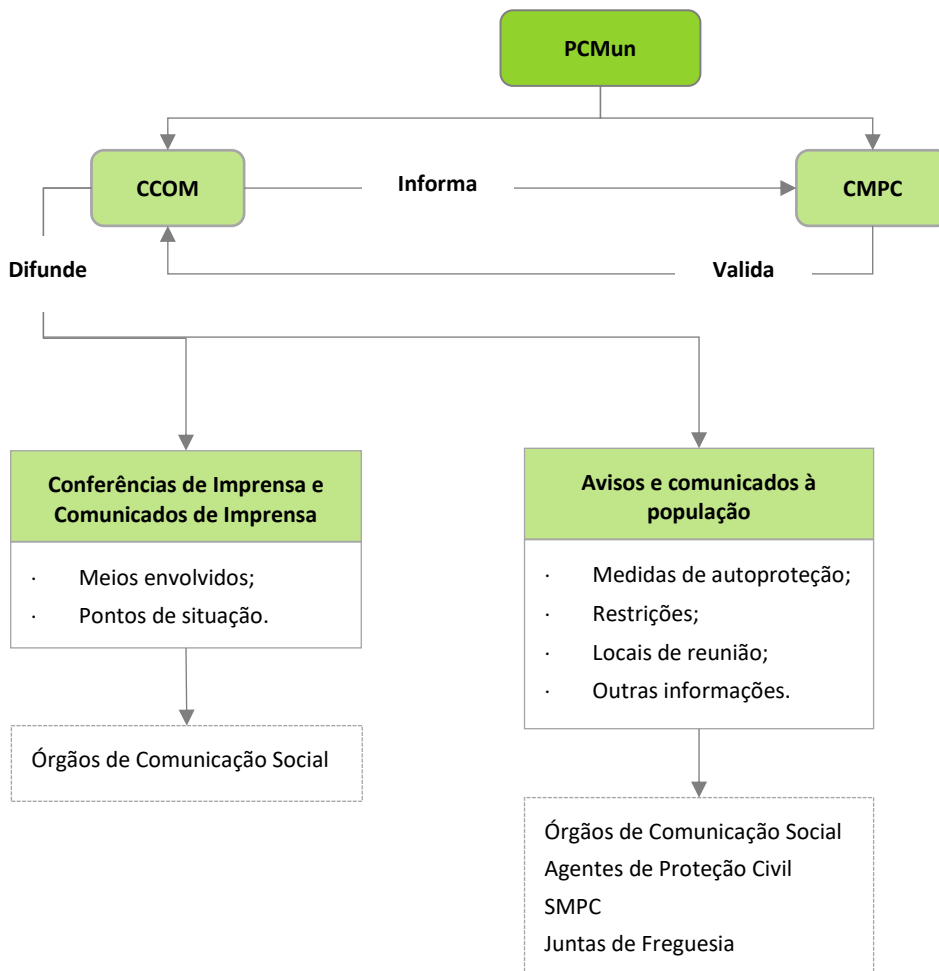 PCMun
CCOM
Informa
CMPC
Difunde
Valida
Conferências de Imprensa e
Comunicados de Imprensa
· Meios envolvidos;
· Pontos de situação.
Órgãos de Comunicação Social
Avisos e comunicados à
população
· Medidas de autoproteção;
· Restrições;
· Locais de reunião;
· Outras informações.
Órgãos de Comunicação Social
Agentes de Proteção Civil
SMPC
Juntas de Freguesia